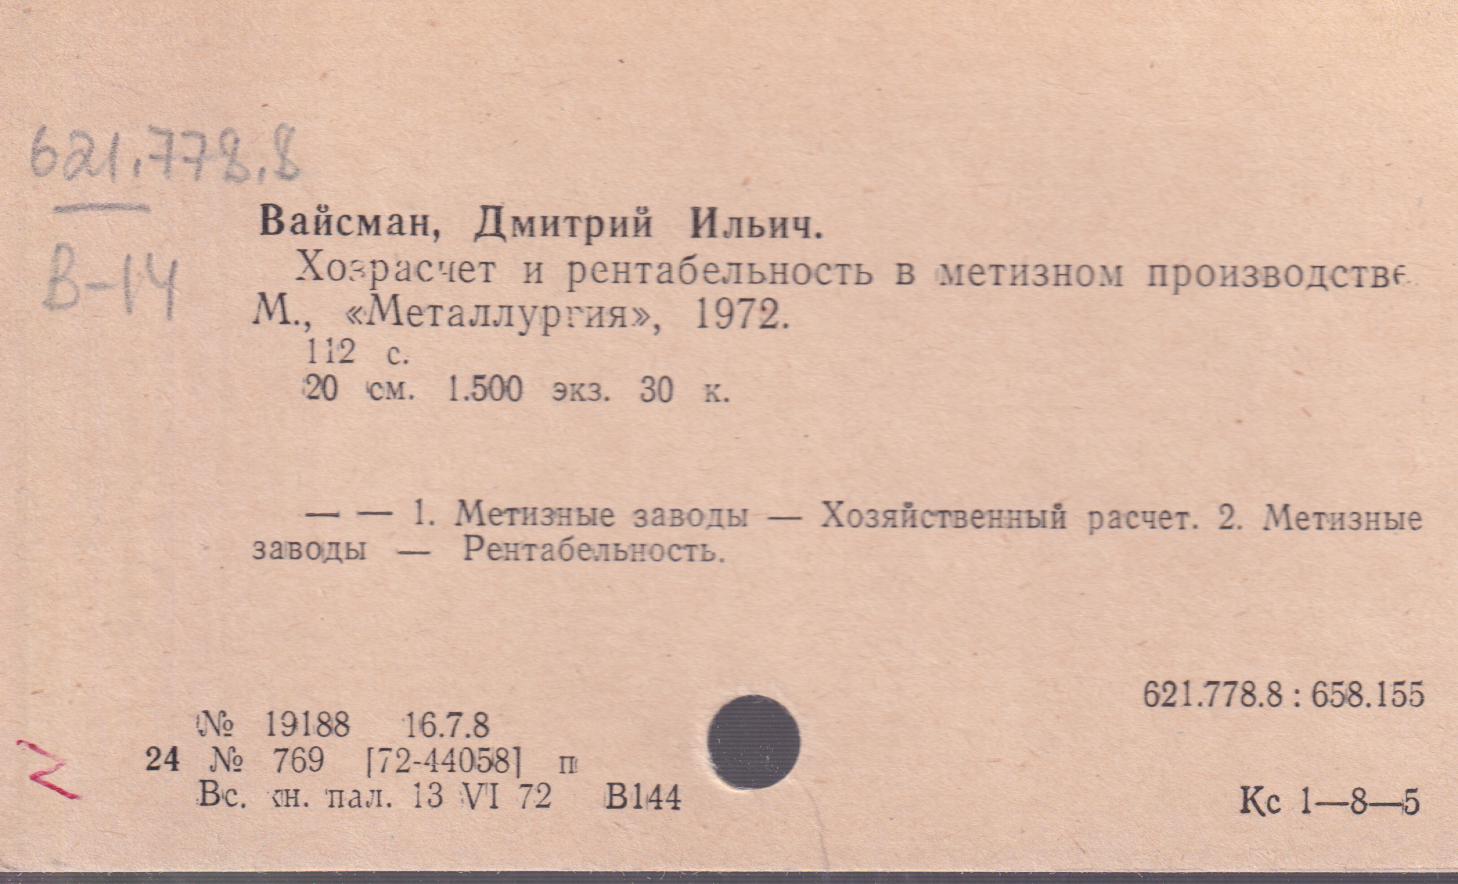 621.778.8
В-14
Вайсман, Дмитрий Ильич.
Хозрасчет и рентабельность в метизном производстве.
М., «Металлургия», 1972.
112 с.
20 см. 1.500 экз. 30 к.
— — 1. Метизные заводы — Хозяйственный расчет. 2. Метизные
заводы — Рентабельность.
621.778.8 : 658.155
№ 19188 16.7.8
24 № 769 [72-44058] п
Вс. кн. пал. 13 VI 72 В144
Кс 1—8—5